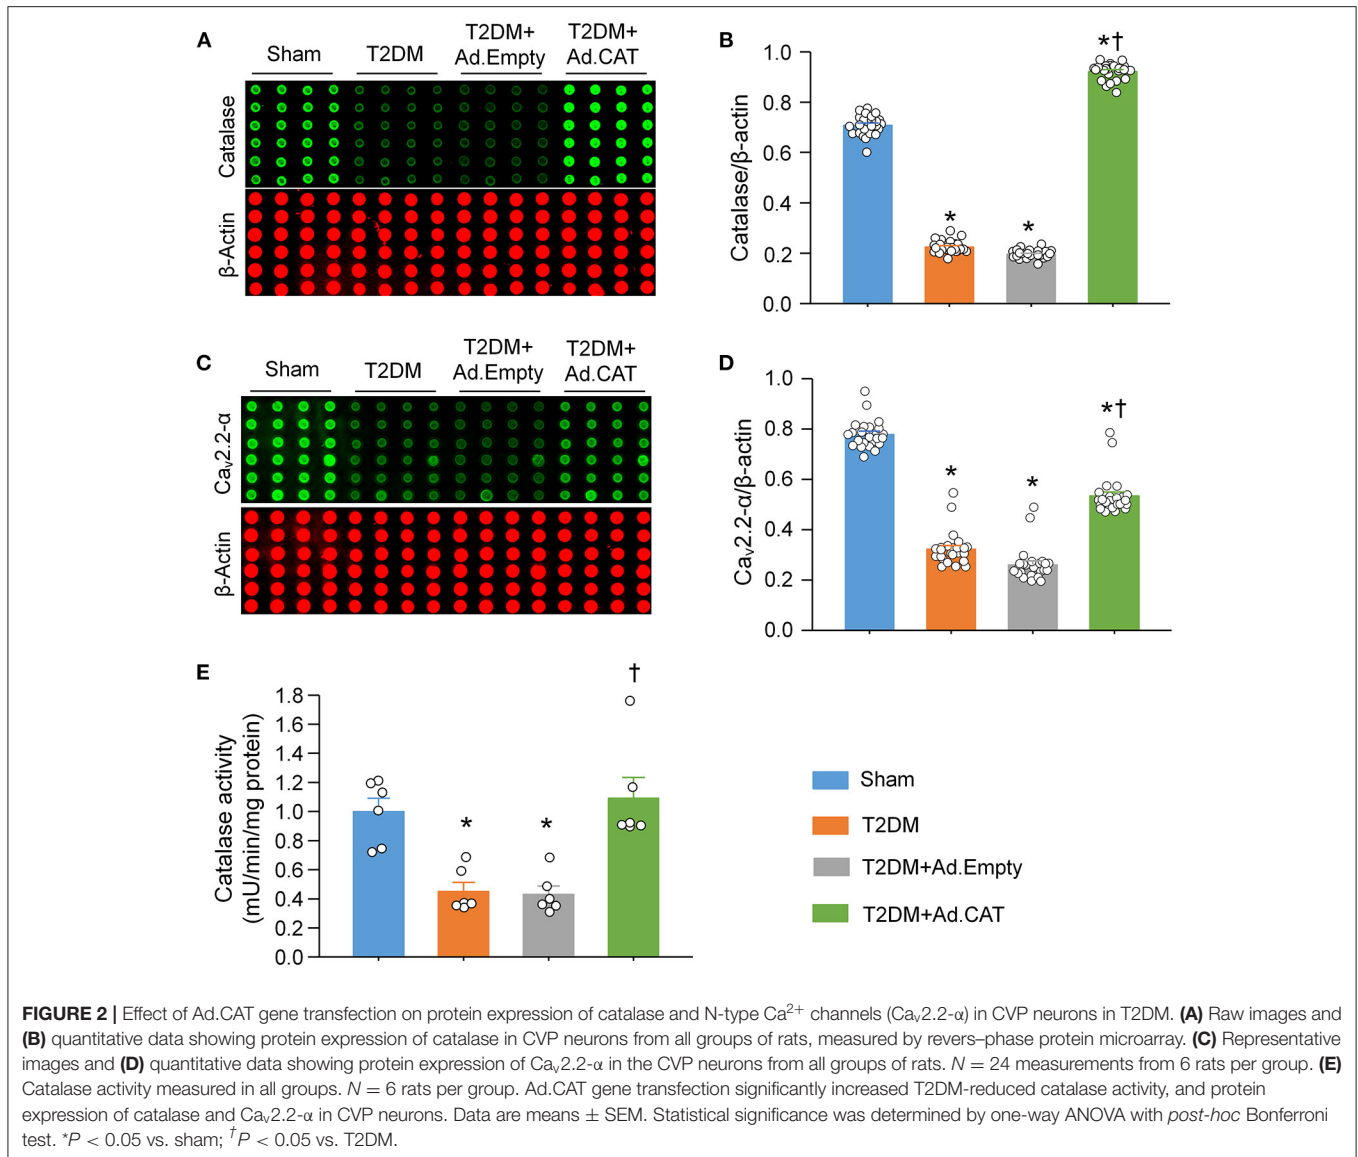 A
Sham
T2DM
T2DM+
Ad.Empty
T2DM+
Ad.CAT
Catalase
β-Actin
B
Catalase/β-actin
1.0
0.8
0.6
0.4
0.2
0.0
*
*
*†
C
Sham
T2DM
T2DM+
Ad.Empty
T2DM+
Ad.CAT
Caᵥ2.2-α
β-Actin
D
Caᵥ2.2-α/β-actin
1.0
0.8
0.6
0.4
0.2
0.0
*
*
*†
E
Catalase activity
(mU/min/mg protein)
1.8
1.6
1.4
1.2
1.0
0.8
0.6
0.4
0.2
0.0
*
*
†
Sham
T2DM
T2DM+Ad.Empty
T2DM+Ad.CAT
FIGURE 2 | Effect of Ad.CAT gene transfection on protein expression of catalase and N-type Ca²⁺ channels (Caᵥ2.2-α) in CVP neurons in T2DM. (A) Raw images and
(B) quantitative data showing protein expression of catalase in CVP neurons from all groups of rats, measured by revers–phase protein microarray. (C) Representative
images and (D) quantitative data showing protein expression of Caᵥ2.2-α in the CVP neurons from all groups of rats. N = 24 measurements from 6 rats per group. (E)
Catalase activity measured in all groups. N = 6 rats per group. Ad.CAT gene transfection significantly increased T2DM-reduced catalase activity, and protein
expression of catalase and Caᵥ2.2-α in CVP neurons. Data are means ± SEM. Statistical significance was determined by one-way ANOVA with post-hoc Bonferroni
test. *P < 0.05 vs. sham; †P < 0.05 vs. T2DM.